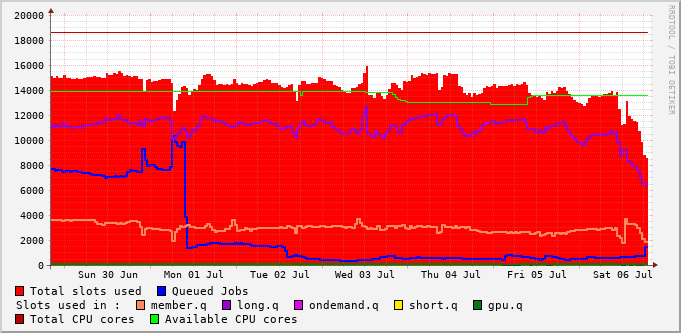 20000
18000
16000
14000
12000
10000
8000
6000
4000
2000
0
Sun 30 Jun Mon 01 Jul Tue 02 Jul Wed 03 Jul Thu 04 Jul Fri 05 Jul Sat 06 Jul
RRDTOOL / TOBI OETIKER
Total slots used Queued Jobs
Slots used in : member.q long.q ondemand.q short.q gpu.q
Total CPU cores Available CPU cores